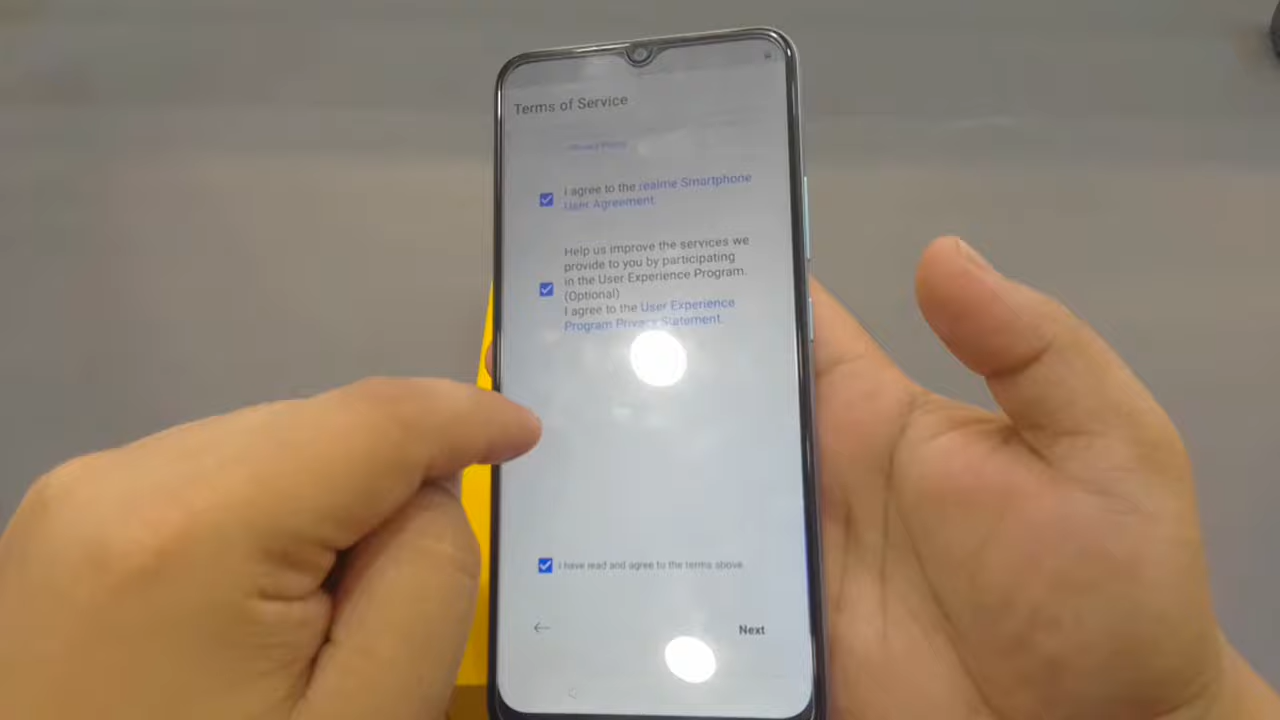 Terms of Service
Privacy Policy
I agree to the realme Smartphone
User Agreement.
Help us improve the services we
provide to you by participating
in the User Experience Program.
(Optional)
I agree to the User Experience
Program Privacy Statement.
I have read and agree to the terms above.
Next